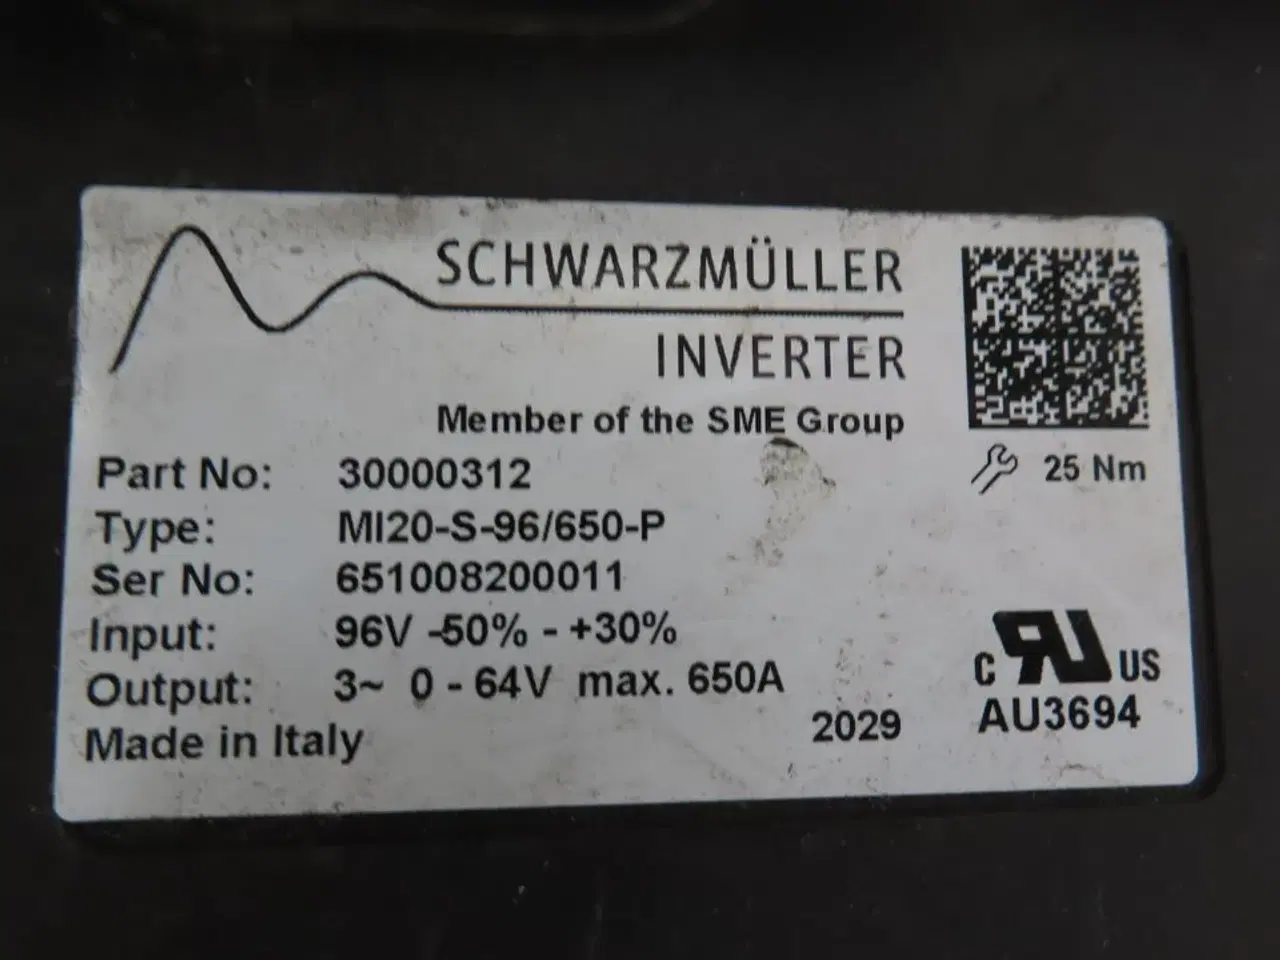 SCHWARZMÜLLER
INVERTER
Member of the SME Group
25 Nm
Part No: 30000312
Type: MI20-S-96/650-P
Ser No: 651008200011
Input: 96V -50% - +30%
Output: 3~ 0 - 64V max. 650A
Made in Italy
2029
C RU US
AU3694